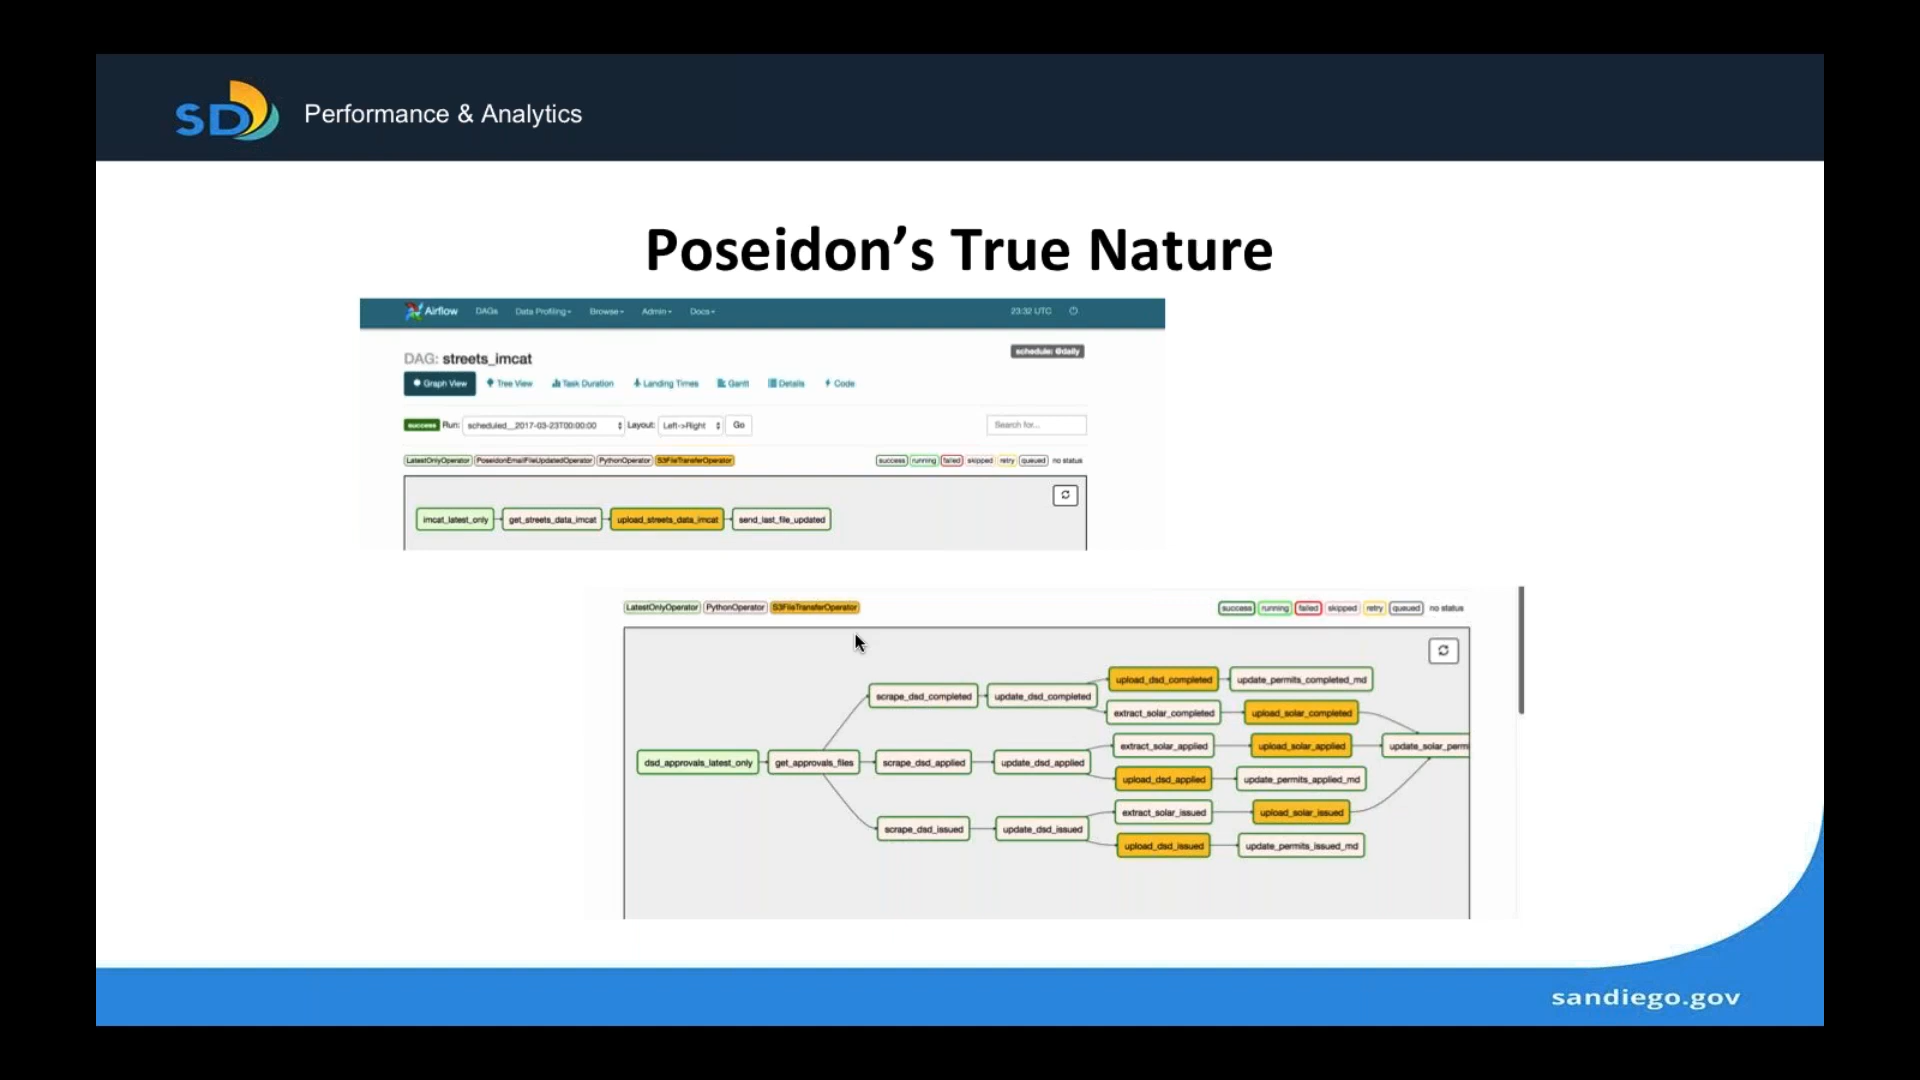 SD Performance & Analytics
Poseidon's True Nature
Airflow DAGs Data Profiling Browse Admin Docs 23:32 UTC
DAG: streets_imcat schedule: @daily
Graph View Tree View Task Duration Landing Times Gantt Details Code
success Run: scheduled__2017-03-23T00:00:00 Layout: Left->Right Go Search for...
LatestOnlyOperator PoseidonEmailFileUpdatedOperator PythonOperator S3FileTransferOperator success running failed skipped retry queued no status
imcat_latest_only get_streets_data_imcat upload_streets_data_imcat send_last_file_updated
LatestOnlyOperator PythonOperator S3FileTransferOperator success running failed skipped retry queued no status
upload_dsd_completed update_permits_completed_md
scrape_dsd_completed update_dsd_completed
extract_solar_completed upload_solar_completed
extract_solar_applied upload_solar_applied update_solar_perm
dsd_approvals_latest_only get_approvals_files scrape_dsd_applied update_dsd_applied
upload_dsd_applied update_permits_applied_md
extract_solar_issued upload_solar_issued
scrape_dsd_issued update_dsd_issued
upload_dsd_issued update_permits_issued_md
sandiego.gov